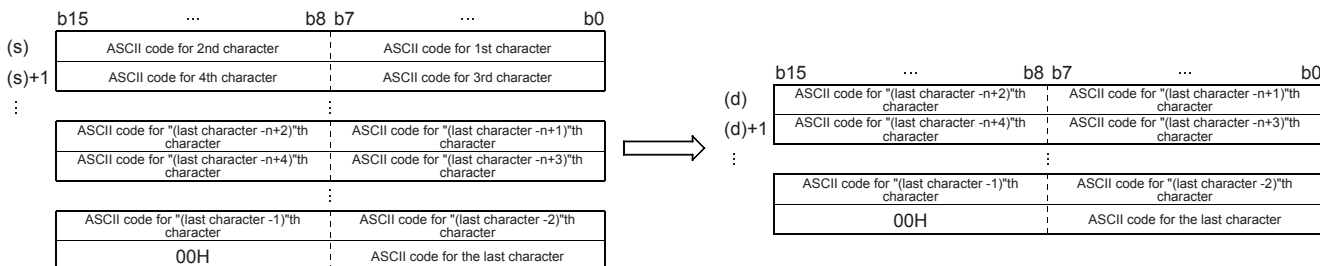 b15 ... b8 b7 ... b0
(s) ASCII code for 2nd character ASCII code for 1st character
(s)+1 ASCII code for 4th character ASCII code for 3rd character
⋮ ⋮
ASCII code for "(last character -n+2)"th character ASCII code for "(last character -n+1)"th character
ASCII code for "(last character -n+4)"th character ASCII code for "(last character -n+3)"th character
⋮
ASCII code for "(last character -1)"th character ASCII code for "(last character -2)"th character
00H ASCII code for the last character
b15 ... b8 b7 ... b0
(d) ASCII code for "(last character -n+2)"th character ASCII code for "(last character -n+1)"th character
(d)+1 ASCII code for "(last character -n+4)"th character ASCII code for "(last character -n+3)"th character
⋮ ⋮
ASCII code for "(last character -1)"th character ASCII code for "(last character -2)"th character
00H ASCII code for the last character